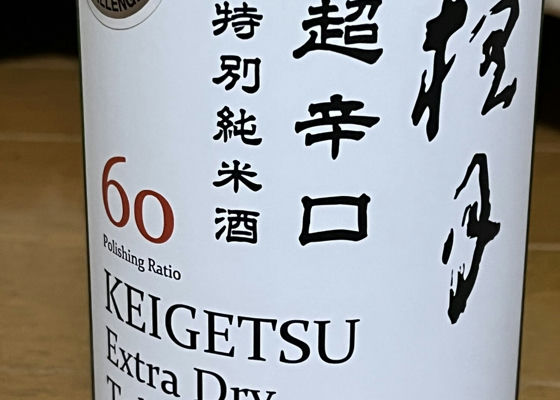 桂月
超辛口
特別純米酒
60
Polishing Ratio
KEIGETSU
Extra Dry